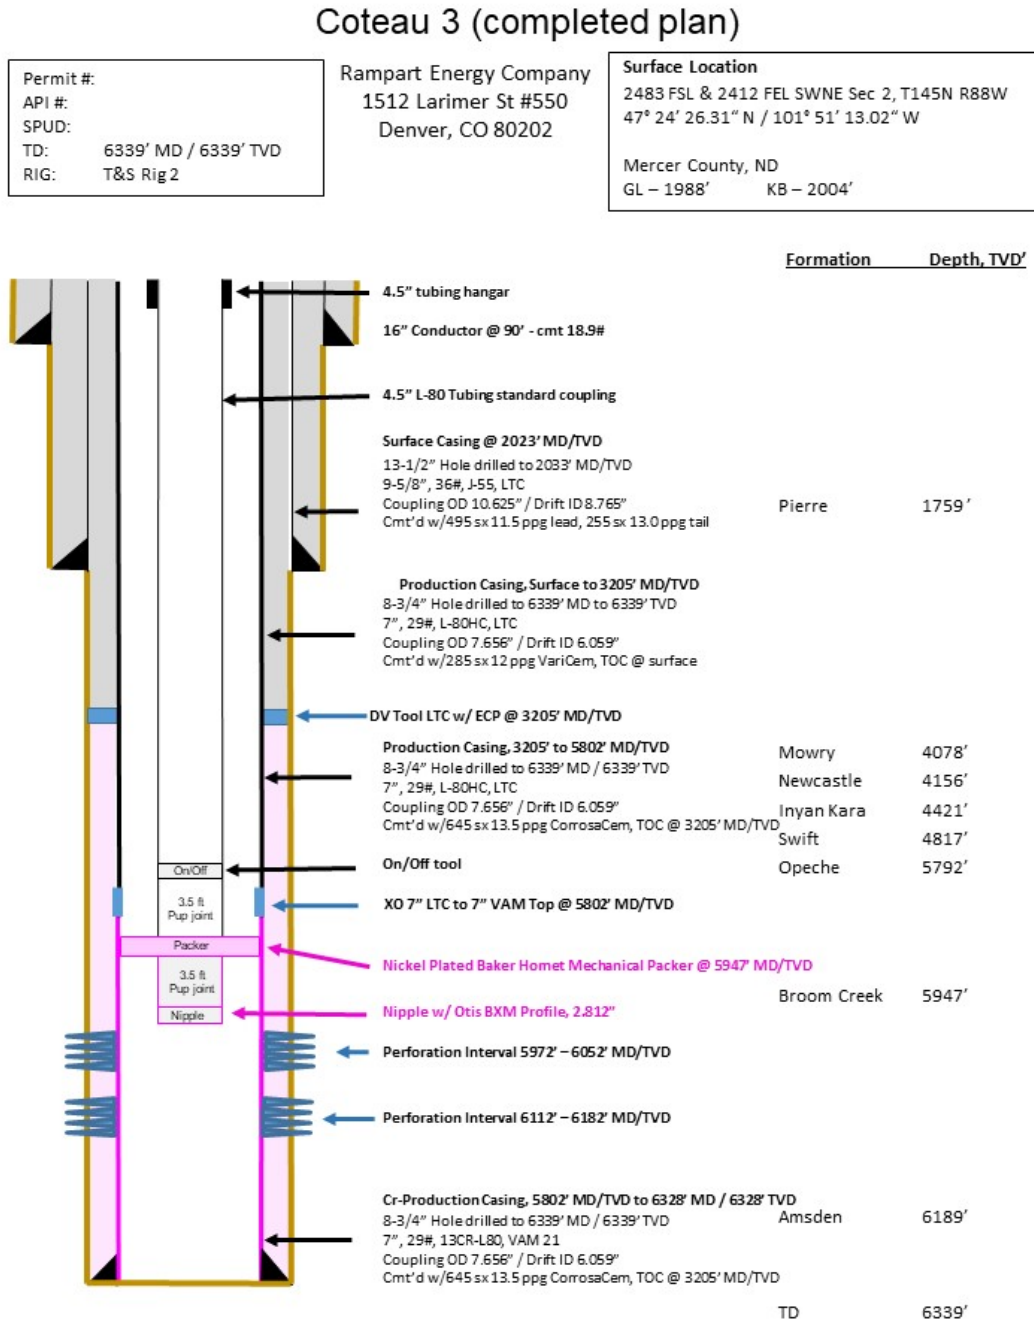 Coteau 3 (completed plan)
Permit #:
API #:
SPUD:
TD: 6339' MD / 6339' TVD
RIG: T&S Rig 2
Rampart Energy Company
1512 Larimer St #550
Denver, CO 80202
Surface Location
2483 FSL & 2412 FEL SWNE Sec 2, T145N R88W
47° 24' 26.31" N / 101° 51' 13.02" W
Mercer County, ND
GL – 1988' KB – 2004'
Formation Depth, TVD'
4.5" tubing hangar
16" Conductor @ 90' - cmt 18.9#
4.5" L-80 Tubing standard coupling
Surface Casing @ 2023' MD/TVD
13-1/2" Hole drilled to 2033' MD/TVD
9-5/8", 36#, J-55, LTC
Coupling OD 10.625" / Drift ID 8.765"
Cmt'd w/495 sx 11.5 ppg lead, 255 sx 13.0 ppg tail
Pierre 1759'
Production Casing, Surface to 3205' MD/TVD
8-3/4" Hole drilled to 6339' MD to 6339' TVD
7", 29#, L-80HC, LTC
Coupling OD 7.656" / Drift ID 6.059"
Cmt'd w/285 sx 12 ppg VariCem, TOC @ surface
DV Tool LTC w/ ECP @ 3205' MD/TVD
Production Casing, 3205' to 5802' MD/TVD
8-3/4" Hole drilled to 6339' MD / 6339' TVD
7", 29#, L-80HC, LTC
Coupling OD 7.656" / Drift ID 6.059"
Cmt'd w/645 sx 13.5 ppg CorrosaCem, TOC @ 3205' MD/TVD
Mowry 4078'
Newcastle 4156'
Inyan Kara 4421'
Swift 4817'
Opeche 5792'
On/Off
On/Off tool
3.5 ft
Pup joint
XO 7" LTC to 7" VAM Top @ 5802' MD/TVD
Packer
Nickel Plated Baker Hornet Mechanical Packer @ 5947' MD/TVD
3.5 ft
Pup joint
Broom Creek 5947'
Nipple
Nipple w/ Otis BXM Profile, 2.812"
Perforation Interval 5972' – 6052' MD/TVD
Perforation Interval 6112' – 6182' MD/TVD
Cr-Production Casing, 5802' MD/TVD to 6328' MD / 6328' TVD
8-3/4" Hole drilled to 6339' MD / 6339' TVD
7", 29#, 13CR-L80, VAM 21
Coupling OD 7.656" / Drift ID 6.059"
Cmt'd w/645 sx 13.5 ppg CorrosaCem, TOC @ 3205' MD/TVD
Amsden 6189'
TD 6339'